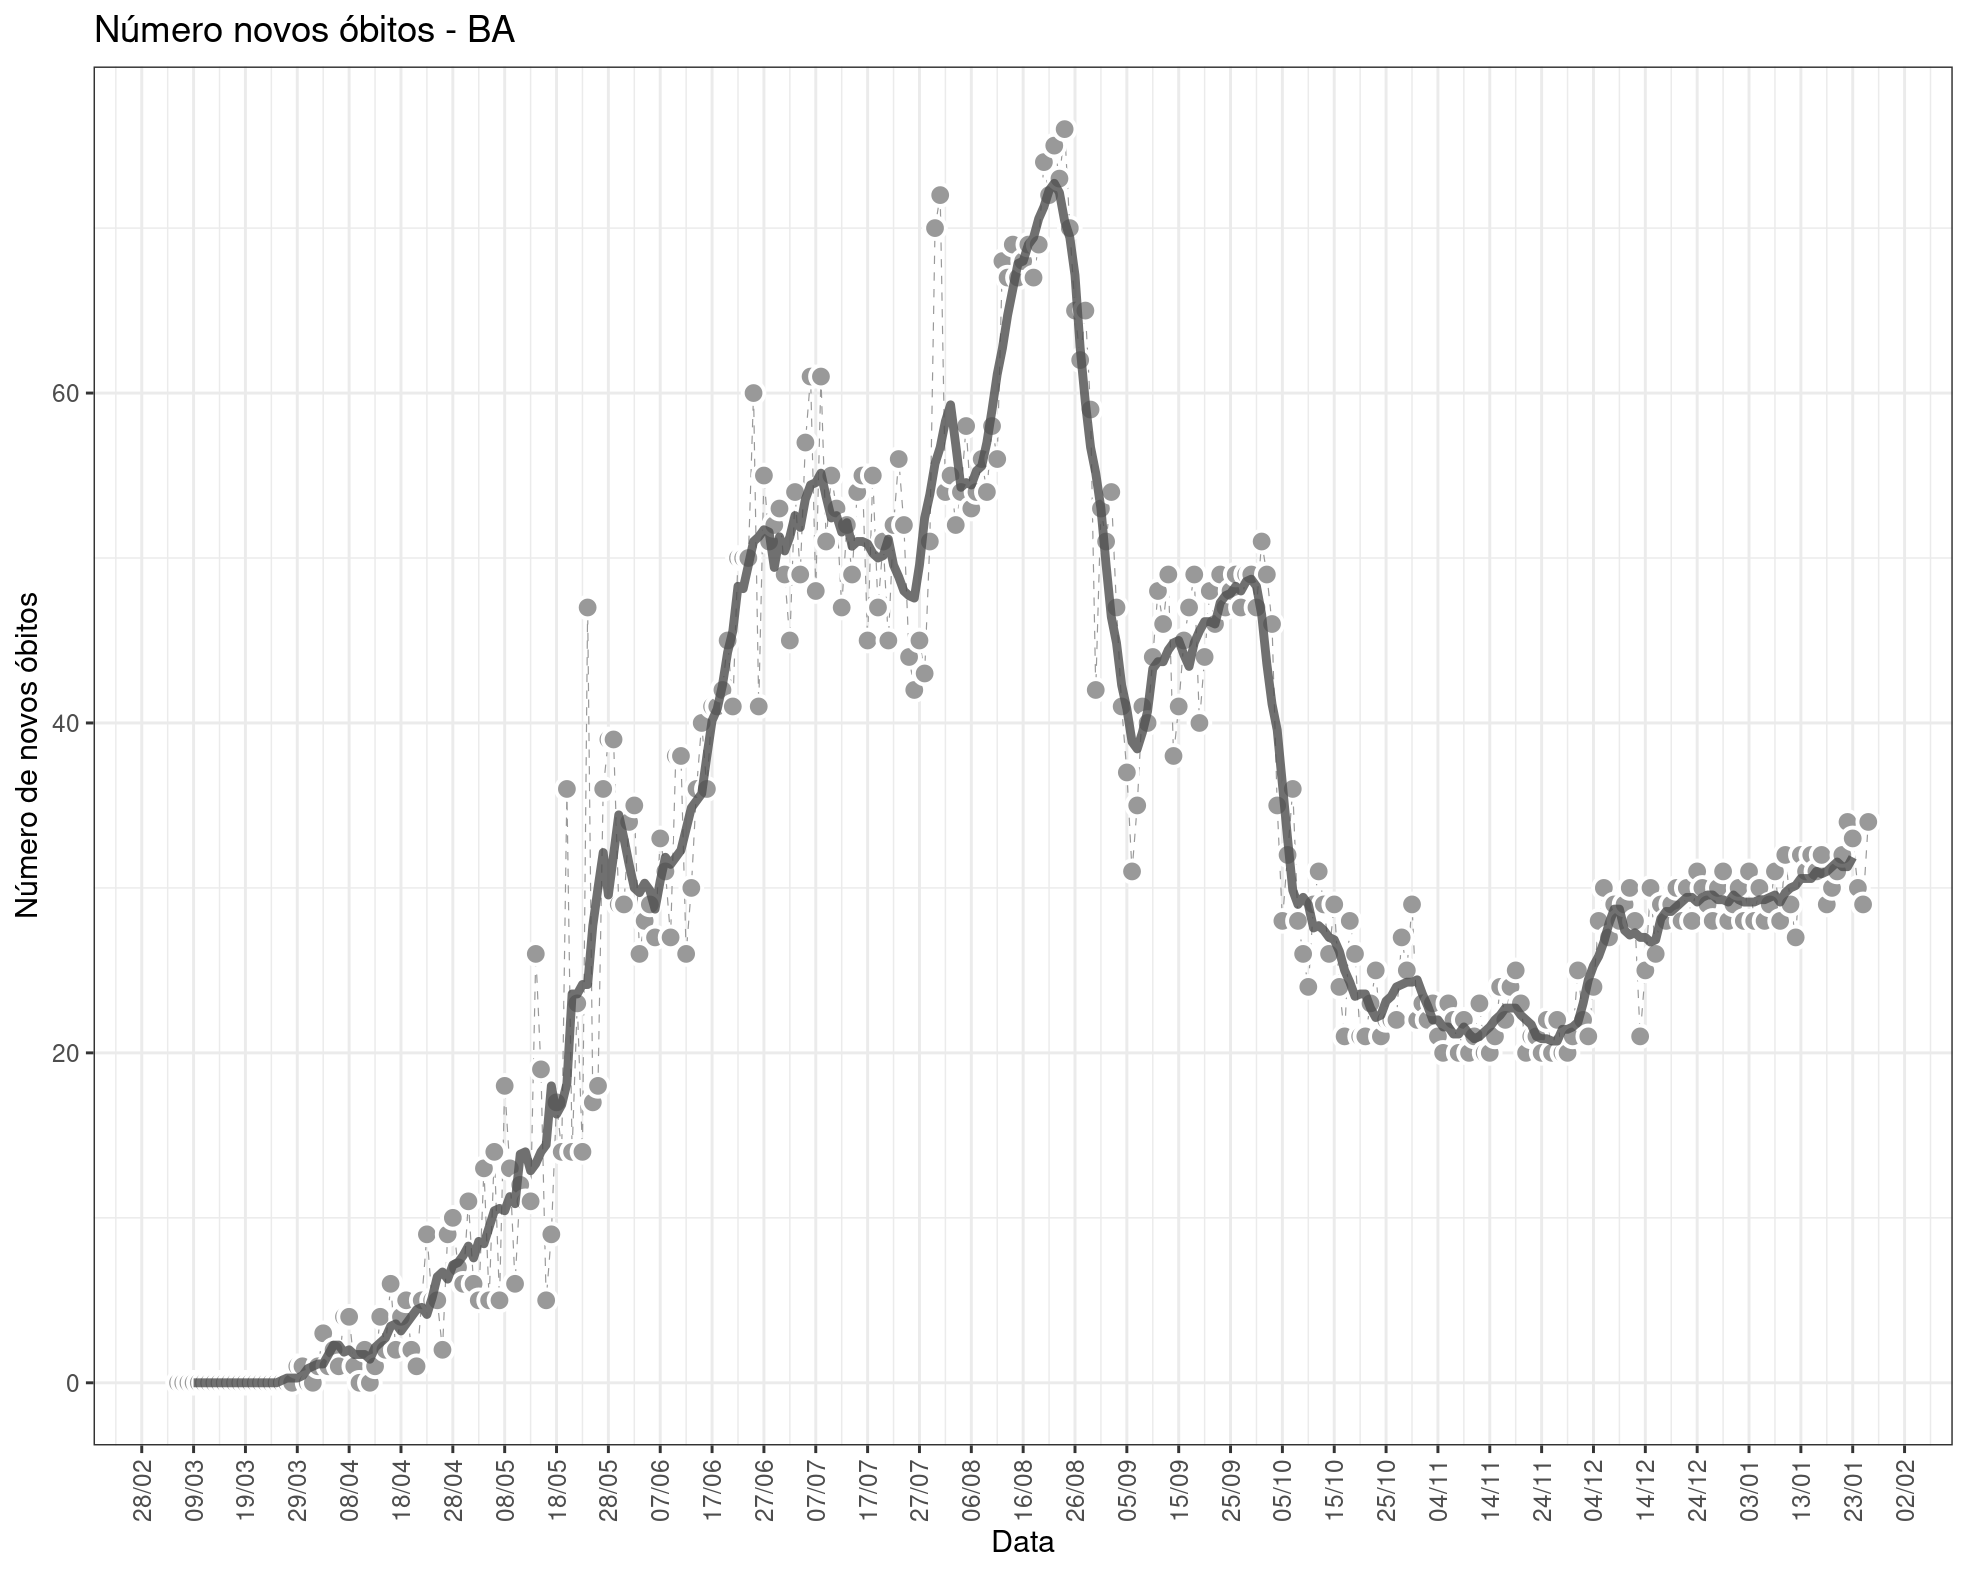 Número novos óbitos - BA
Número de novos óbitos
60
40
20
0
28/02 09/03 19/03 29/03 08/04 18/04 28/04 08/05 18/05 28/05 07/06 17/06 27/06 07/07 17/07 27/07 06/08 16/08 26/08 05/09 15/09 25/09 05/10 15/10 25/10 04/11 14/11 24/11 04/12 14/12 24/12 03/01 13/01 23/01 02/02
Data